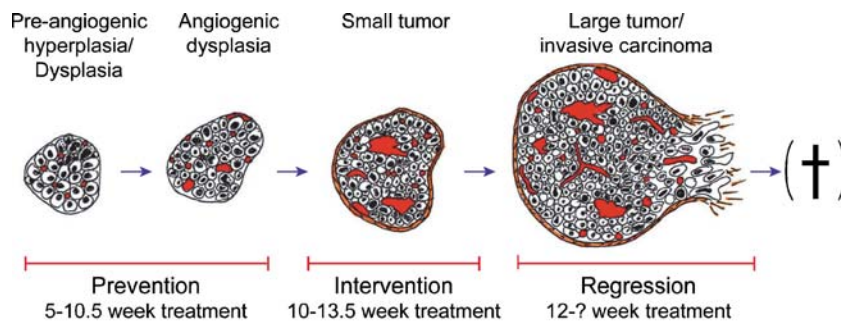 Pre-angiogenic
hyperplasia/
Dysplasia
Angiogenic
dysplasia
Small tumor
Large tumor/
invasive carcinoma
(†)
Prevention
5-10.5 week treatment
Intervention
10-13.5 week treatment
Regression
12-? week treatment